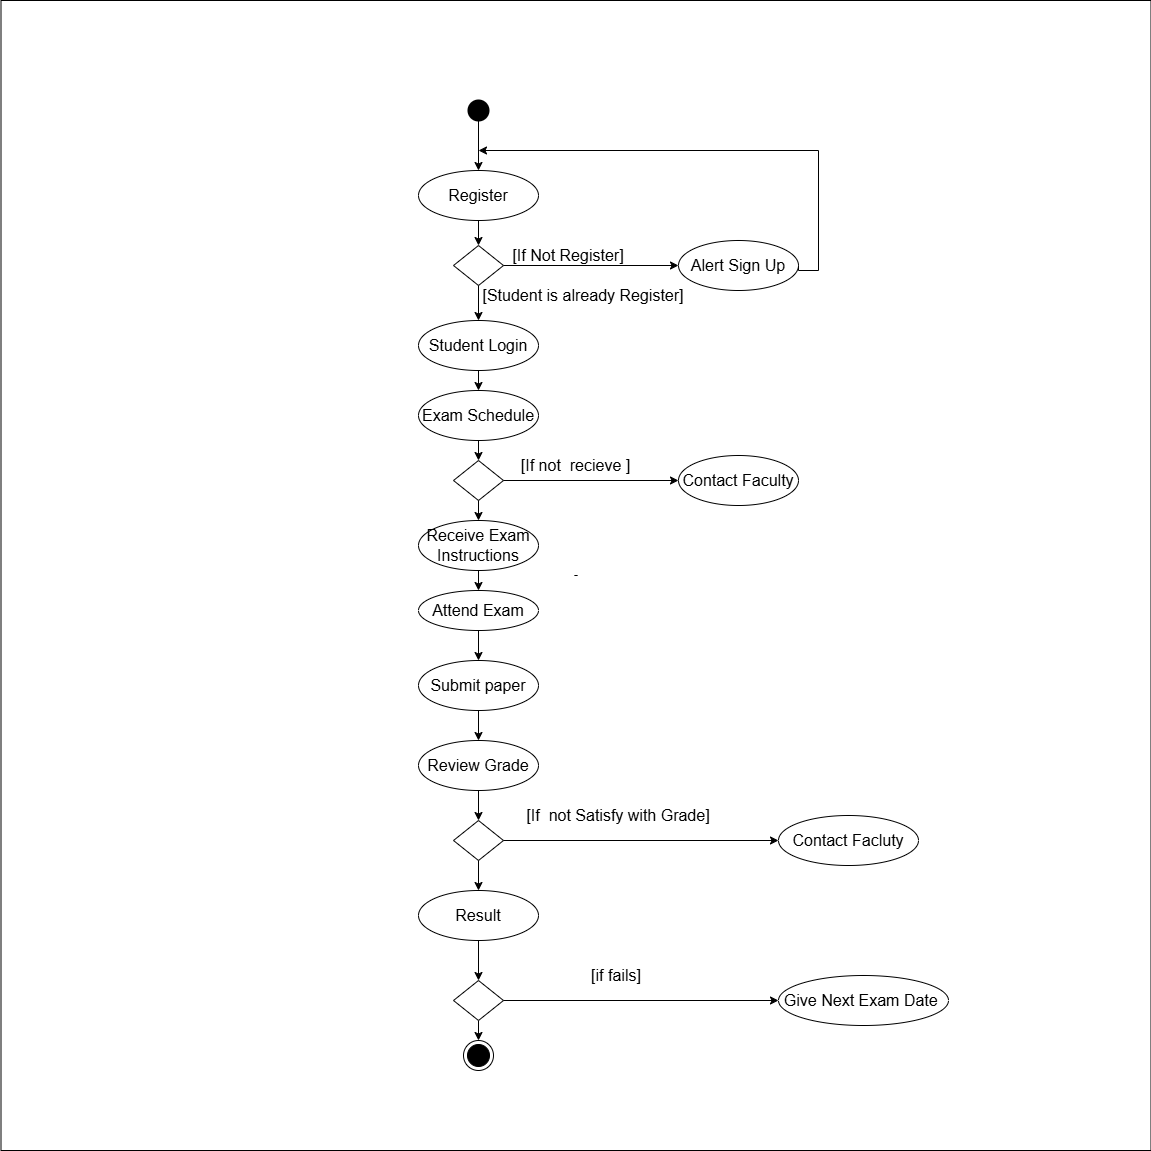 Register
[If Not Register]
Alert Sign Up
[Student is already Register]
Student Login
Exam Schedule
[If not  recieve ]
Contact Faculty
Receive Exam
Instructions
-
Attend Exam
Submit paper
Review Grade
[If  not Satisfy with Grade]
Contact Facluty
Result
[if fails]
Give Next Exam Date